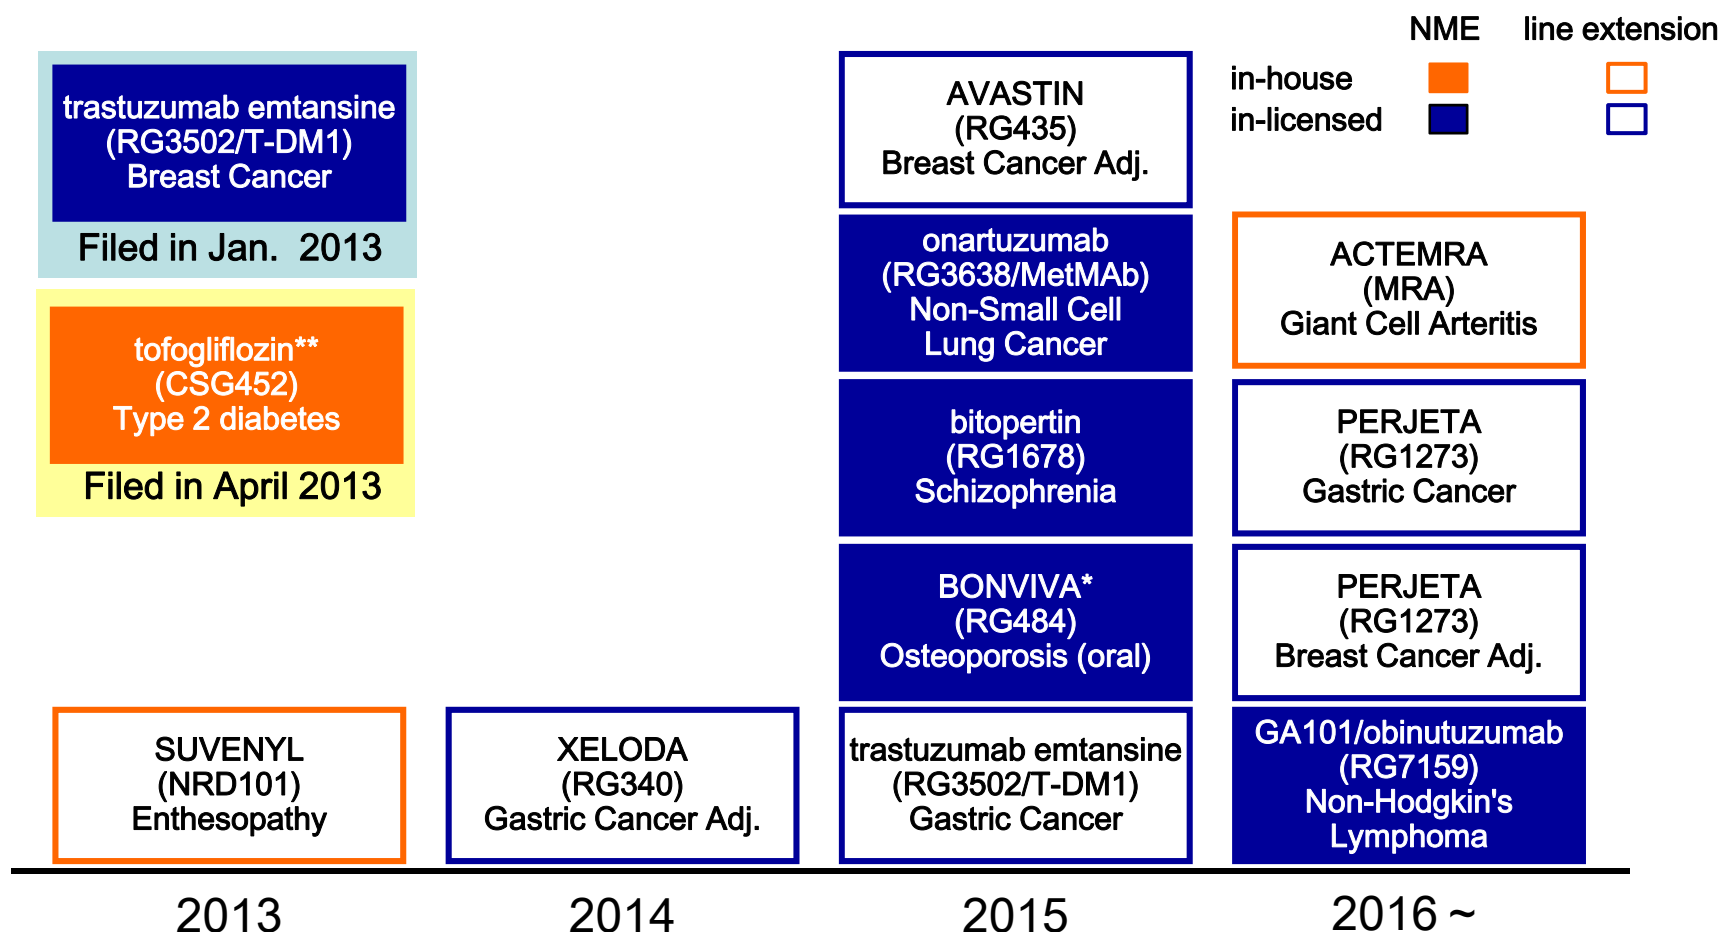 NME line extension
in-house
in-licensed
trastuzumab emtansine
(RG3502/T-DM1)
Breast Cancer
Filed in Jan. 2013
tofogliflozin**
(CSG452)
Type 2 diabetes
Filed in April 2013
SUVENYL
(NRD101)
Enthesopathy
XELODA
(RG340)
Gastric Cancer Adj.
AVASTIN
(RG435)
Breast Cancer Adj.
onartuzumab
(RG3638/MetMAb)
Non-Small Cell
Lung Cancer
bitopertin
(RG1678)
Schizophrenia
BONVIVA*
(RG484)
Osteoporosis (oral)
trastuzumab emtansine
(RG3502/T-DM1)
Gastric Cancer
ACTEMRA
(MRA)
Giant Cell Arteritis
PERJETA
(RG1273)
Gastric Cancer
PERJETA
(RG1273)
Breast Cancer Adj.
GA101/obinutuzumab
(RG7159)
Non-Hodgkin's
Lymphoma
2013 2014 2015 2016 ~